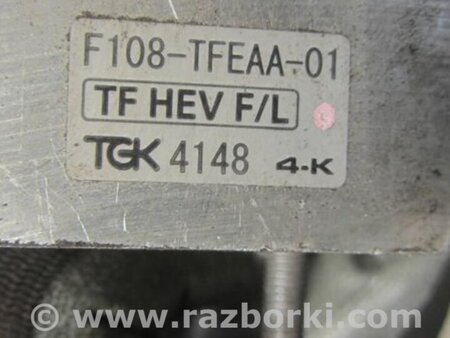 F108-TFEAA-01
TF HEV F/L
TGK 4148 4-K
© www.razborki.com